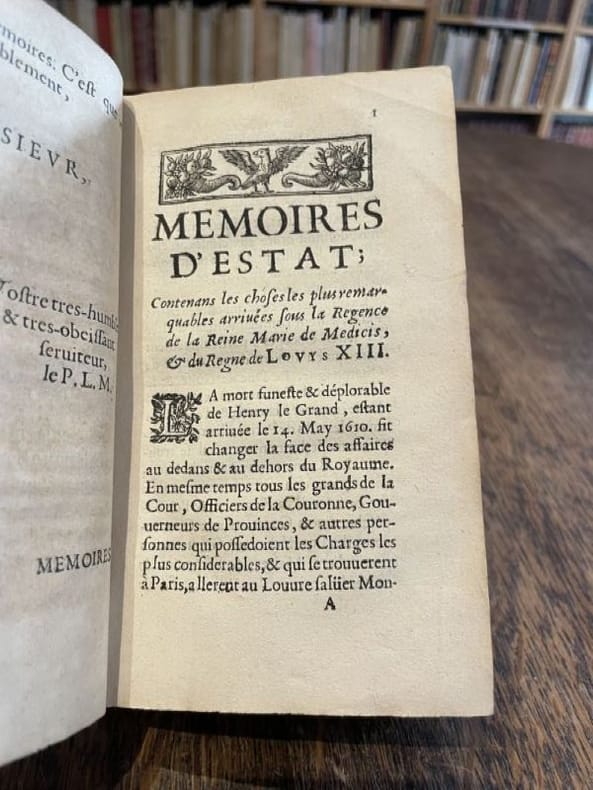 moires: C'est que
blement,
SIEVR,
Vostre tres-humble
& tres-obeissant
seruiteur,
le P. L. M.
MEMOIRES
1
MEMOIRES
D'ESTAT;
Contenans les choses les plus remar-
quables arriuées sous la Regence
de la Reine Marie de Medicis,
& du Regne de LOVYS XIII.
LA mort funeste & déplorable
de Henry le Grand, estant
arriuée le 14. May 1610. fit
changer la face des affaires
au dedans & au dehors du Royaume.
En mesme temps tous les grands de la
Cour, Officiers de la Couronne, Gou-
uerneurs de Prouinces, & autres per-
sonnes qui possedoient les Charges les
plus considerables, & qui se trouuerent
à Paris, allerent au Louure salüer Mon-
A